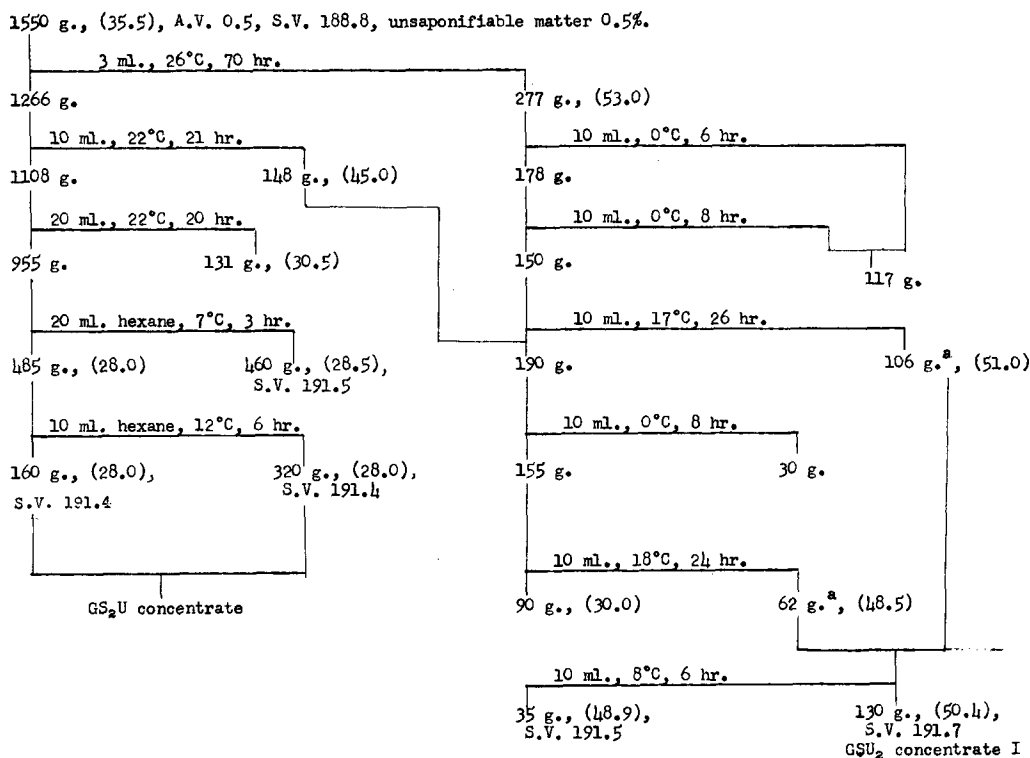 1550 g., (35.5), A.V. 0.5, S.V. 188.8, unsaponifiable matter 0.5%.
3 ml., 26°C, 70 hr.
1266 g.
277 g., (53.0)
10 ml., 22°C, 21 hr.
10 ml., 0°C, 6 hr.
1108 g.
148 g., (45.0)
178 g.
20 ml., 22°C, 20 hr.
10 ml., 0°C, 8 hr.
955 g.
131 g., (30.5)
150 g.
117 g.
20 ml. hexane, 7°C, 3 hr.
10 ml., 17°C, 26 hr.
485 g., (28.0)
460 g., (28.5),
S.V. 191.5
190 g.
106 g.ª, (51.0)
10 ml. hexane, 12°C, 6 hr.
10 ml., 0°C, 8 hr.
160 g., (28.0),
S.V. 191.4
320 g., (28.0),
S.V. 191.4
155 g.
30 g.
10 ml., 18°C, 24 hr.
GS₂U concentrate
90 g., (30.0)
62 g.ª, (48.5)
10 ml., 8°C, 6 hr.
35 g., (48.9),
S.V. 191.5
130 g., (50.4),
S.V. 191.7
GSU₂ concentrate I